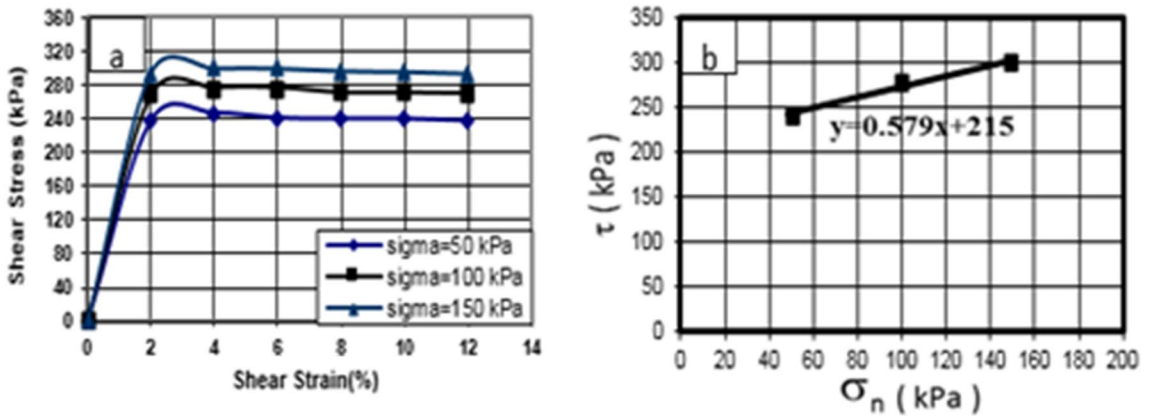 a
Shear Stress (kPa)
360
320
280
240
200
160
120
80
40
0
0 2 4 6 8 10 12 14
Shear Strain(%)
sigma=50 kPa
sigma=100 kPa
sigma=150 kPa
b
τ ( kPa )
350
300
250
200
150
100
50
0
0 20 40 60 80 100 120 140 160 180 200
σn ( kPa )
y=0.579x+215